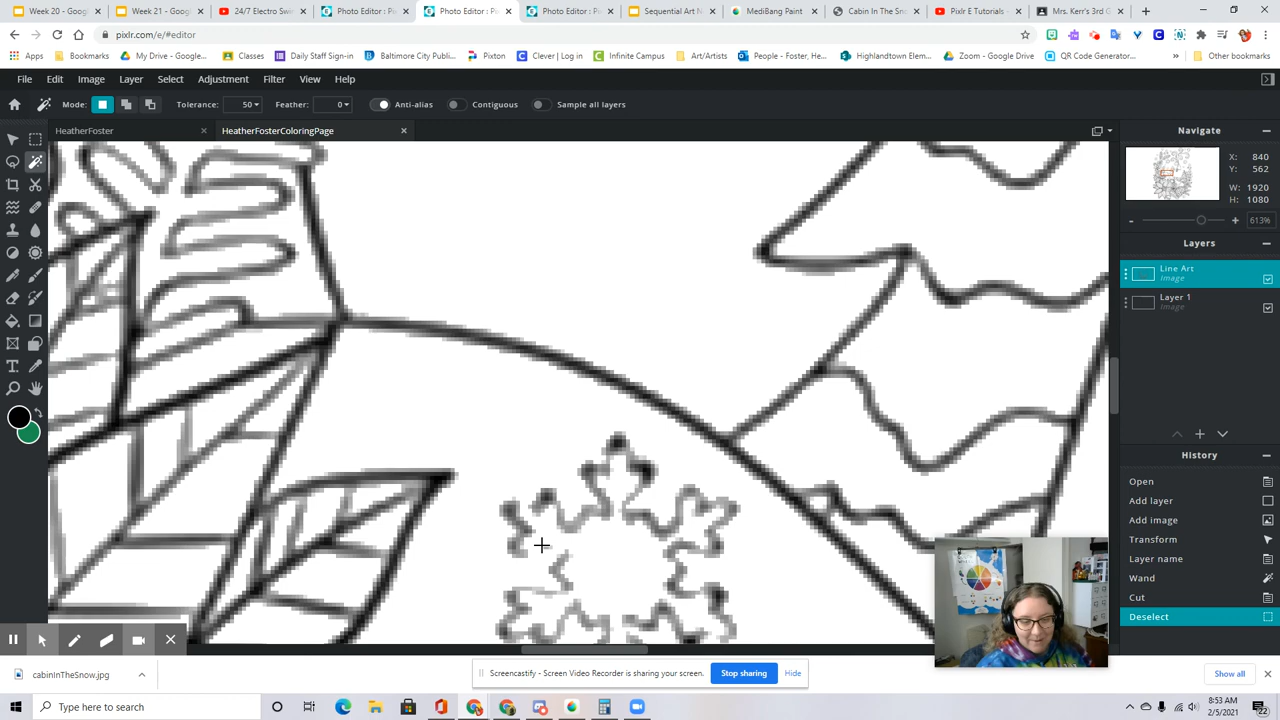 Week 20 - Googl
Week 21 - Googl
24/7 Electro Swin
Photo Editor : Pi
Photo Editor : Pi
Photo Editor : Pi
Sequential Art N
MediBang Paint
Cabin In The Sno
Pixlr E Tutorials -
Mrs. Kerr's 3rd G
pixlr.com/e/#editor
Apps
Bookmarks
My Drive - Google...
Classes
Daily Staff Sign-in
Baltimore City Publi...
Pixton
Clever | Log in
Infinite Campus
Art/Artists
People - Foster, He...
Highlandtown Elem...
Zoom - Google Drive
QR Code Generator...
Other bookmarks
File Edit Image Layer Select Adjustment Filter View Help
Mode: Tolerance: 50 Feather: 0 Anti-alias Contiguous Sample all layers
HeatherFoster
HeatherFosterColoringPage
Navigate
X: 840
Y: 562
W: 1920
H: 1080
613%
Layers
Line Art
Image
Layer 1
Image
History
Open
Add layer
Add image
Transform
Layer name
Wand
Cut
Deselect
cabinInTheSnow.jpg
Screencastify - Screen Video Recorder is sharing your screen.
Stop sharing
Hide
Show all
Type here to search
8:53 AM
2/5/2021
22